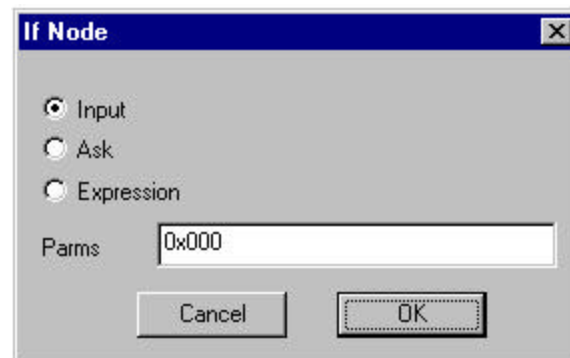 If Node
Input
Ask
Expression
Parms 0x000
Cancel OK